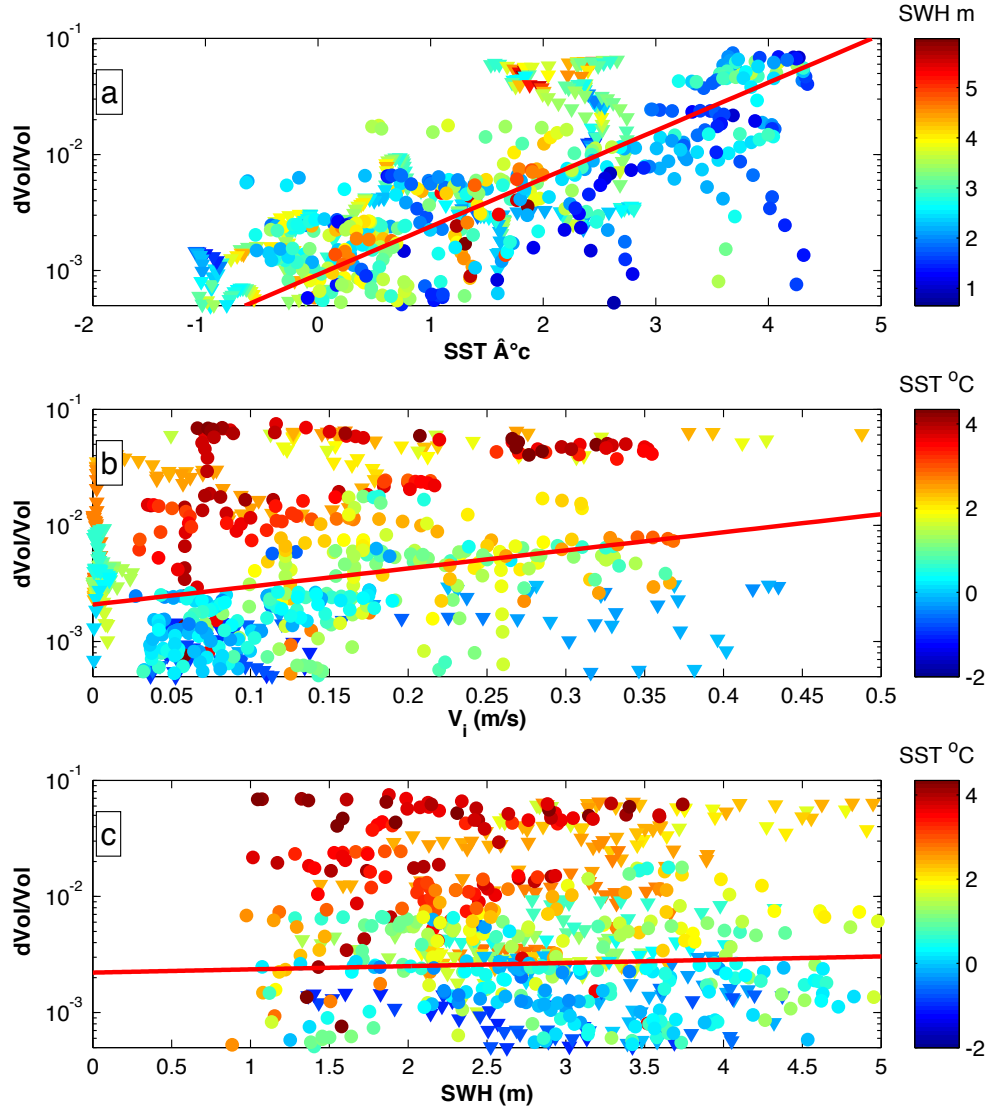 SWH m
10^-1
a
10^-2
10^-3
dVol/Vol
-2 -1 0 1 2 3 4 5
SST Â°c
5
4
3
2
1
SST °C
10^-1
b
10^-2
10^-3
dVol/Vol
0 0.05 0.1 0.15 0.2 0.25 0.3 0.35 0.4 0.45 0.5
V_i (m/s)
4
2
0
-2
SST °C
10^-1
c
10^-2
10^-3
dVol/Vol
0 0.5 1 1.5 2 2.5 3 3.5 4 4.5 5
SWH (m)
4
2
0
-2